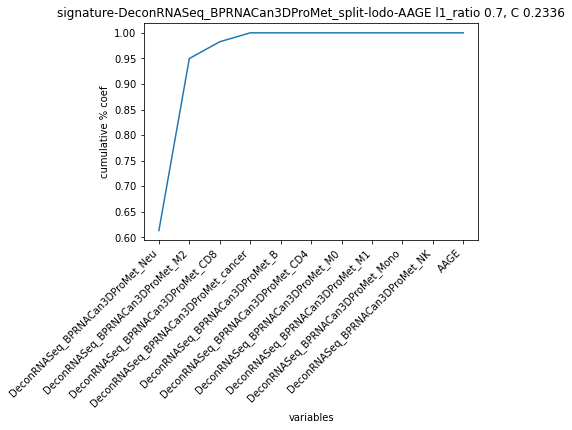 signature-DeconRNASeq_BPRNACan3DProMet_split-lodo-AAGE l1_ratio 0.7, C 0.2336
1.00
0.95
0.90
0.85
0.80
0.75
0.70
0.65
0.60
cumulative % coef
DeconRNASeq_BPRNACan3DProMet_Neu
DeconRNASeq_BPRNACan3DProMet_M2
DeconRNASeq_BPRNACan3DProMet_CD8
DeconRNASeq_BPRNACan3DProMet_cancer
DeconRNASeq_BPRNACan3DProMet_B
DeconRNASeq_BPRNACan3DProMet_CD4
DeconRNASeq_BPRNACan3DProMet_M0
DeconRNASeq_BPRNACan3DProMet_M1
DeconRNASeq_BPRNACan3DProMet_Mono
DeconRNASeq_BPRNACan3DProMet_NK
AAGE
variables